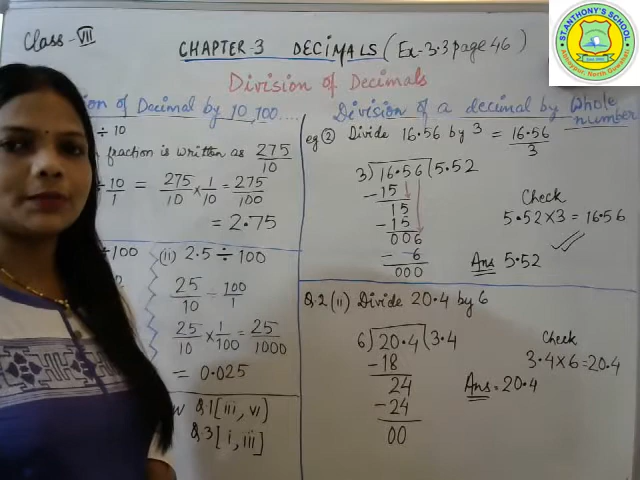 Class-VII
CHAPTER-3 DECIMALS (Ex-3.3 page 46)
ST. ANTHONY'S SCHOOL
Division of Decimals
on of Decimal by 10,100....
÷ 10
fraction is written as 275/10
÷ 10/1 = 275/10 × 1/10 = 275/100
= 2.75
÷100
(ii) 2.5 ÷ 100
25/10 ÷ 100/1
25/10 × 1/100 = 25/1000
= 0.025
Q1[iii, vi)
Q3[i, iii]
Division of a decimal by Whole number
eg② Divide 16.56 by 3 = 16.56/3
3) 16.56 (5.52
-15
15
-15
006
- -6
000
Check
5.52×3 = 16.56
Ans 5.52
Q.2 (ii) Divide 20.4 by 6
6) 20.4 (3.4
-18
24
-24
00
Check
3.4×6=20.4
Ans = 20.4